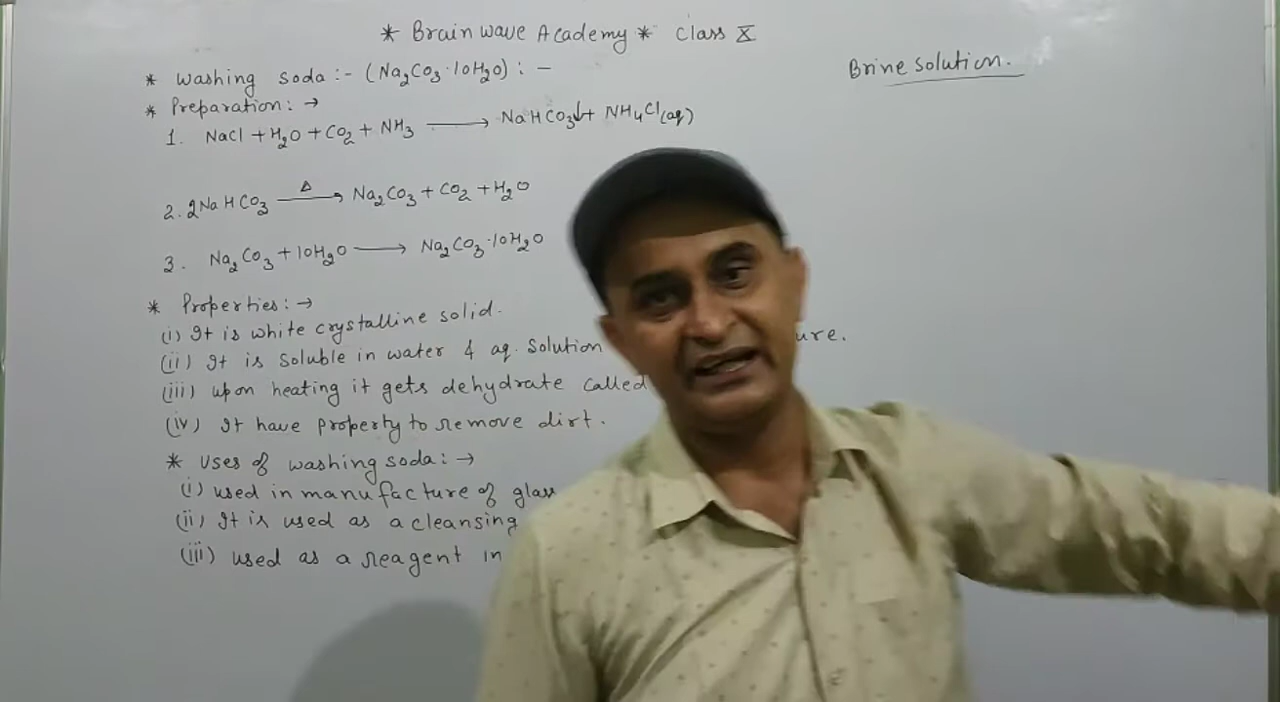 * Brain wave Academy * class X
Brine solution.
* washing soda :- (Na₂CO₃·10H₂O) : -
* Preparation: →
1. NaCl + H₂O + CO₂ + NH₃ ⟶ NaHCO₃↓ + NH₄Cl(aq)
2. 2NaHCO₃ —Δ→ Na₂CO₃ + CO₂ + H₂O
3. Na₂CO₃ + 10H₂O ⟶ Na₂CO₃·10H₂O
* Properties: →
(i) It is white crystalline solid.
(ii) It is soluble in water & aq. solution ure.
(iii) upon heating it gets dehydrate called
(iv) It have property to remove dirt.
* Uses of washing soda: →
(i) used in manufacture of glass
(ii) It is used as a cleansing
(iii) used as a reagent in